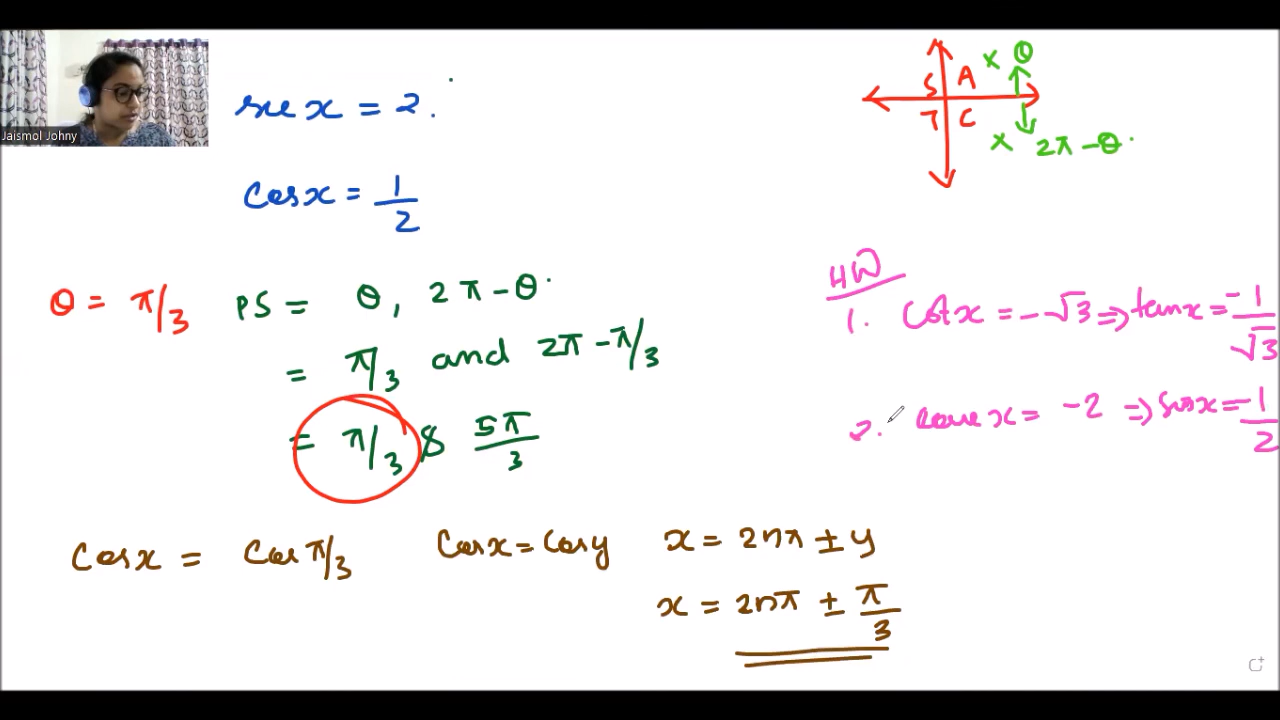 Jaismol Johny
sec x = 2.
cos x = 1/2
S A × θ
T C × 2π - θ
θ = π/3
PS = θ, 2π - θ
= π/3 and 2π - π/3
= π/3 & 5π/3
HW
1. cot x = -√3 ⇒ tan x = -1/√3
2. cosec x = -2 ⇒ sin x = -1/2
cos x = cos π/3
cos x = cos y
x = 2nπ ± y
x = 2nπ ± π/3